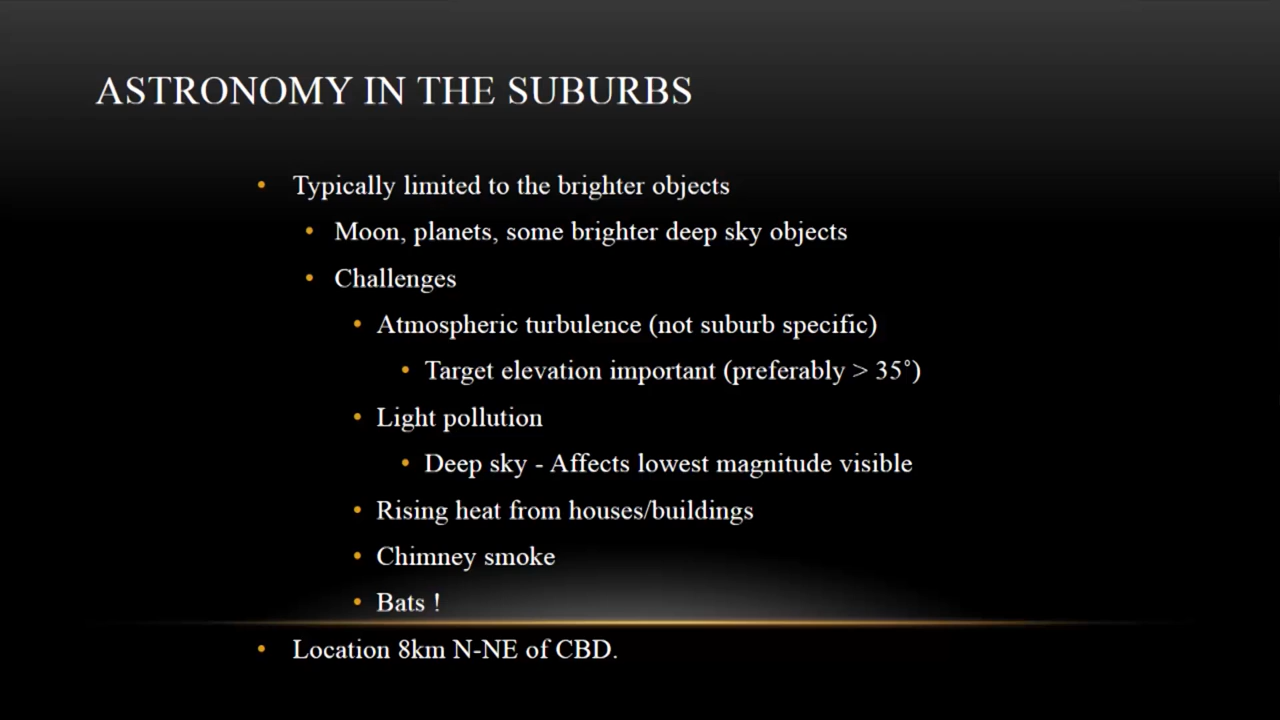 ASTRONOMY IN THE SUBURBS
• Typically limited to the brighter objects
• Moon, planets, some brighter deep sky objects
• Challenges
• Atmospheric turbulence (not suburb specific)
• Target elevation important (preferably > 35˚)
• Light pollution
• Deep sky - Affects lowest magnitude visible
• Rising heat from houses/buildings
• Chimney smoke
• Bats !
• Location 8km N-NE of CBD.